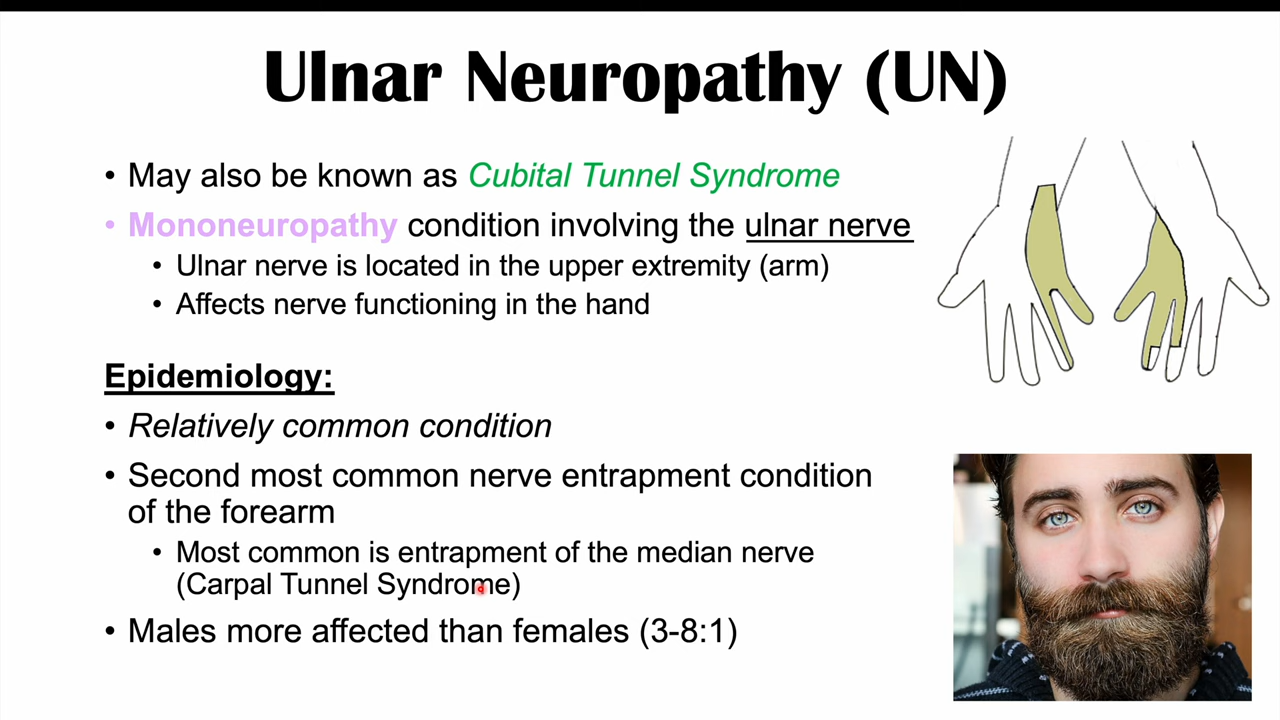 Ulnar Neuropathy (UN)
• May also be known as Cubital Tunnel Syndrome
• Mononeuropathy condition involving the ulnar nerve
• Ulnar nerve is located in the upper extremity (arm)
• Affects nerve functioning in the hand
Epidemiology:
• Relatively common condition
• Second most common nerve entrapment condition
of the forearm
• Most common is entrapment of the median nerve
(Carpal Tunnel Syndrome)
• Males more affected than females (3-8:1)